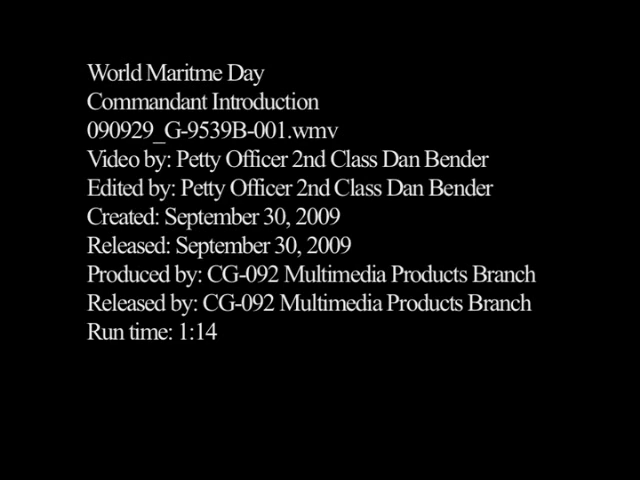 World Maritme Day
Commandant Introduction
090929_G-9539B-001.wmv
Video by: Petty Officer 2nd Class Dan Bender
Edited by: Petty Officer 2nd Class Dan Bender
Created: September 30, 2009
Released: September 30, 2009
Produced by: CG-092 Multimedia Products Branch
Released by: CG-092 Multimedia Products Branch
Run time: 1:14